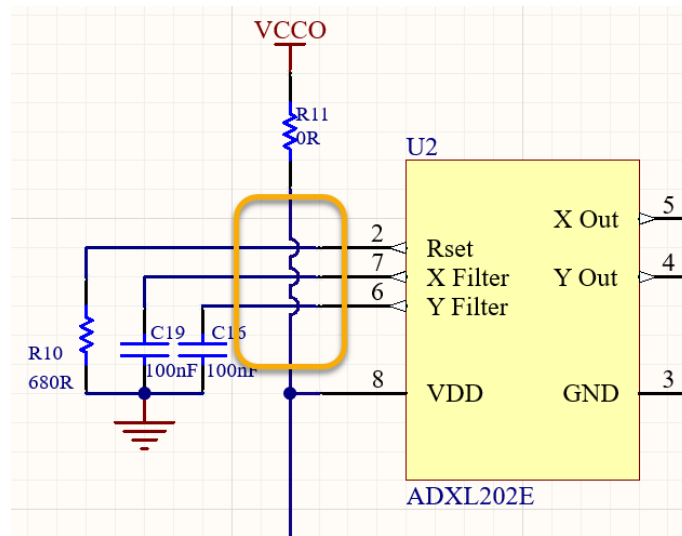 VCCO
R11
0R
U2
5
X Out
2
Rset
7
X Filter
4
Y Out
6
Y Filter
C19
C16
R10
100nF
100nF
680R
8
VDD
GND
3
ADXL202E